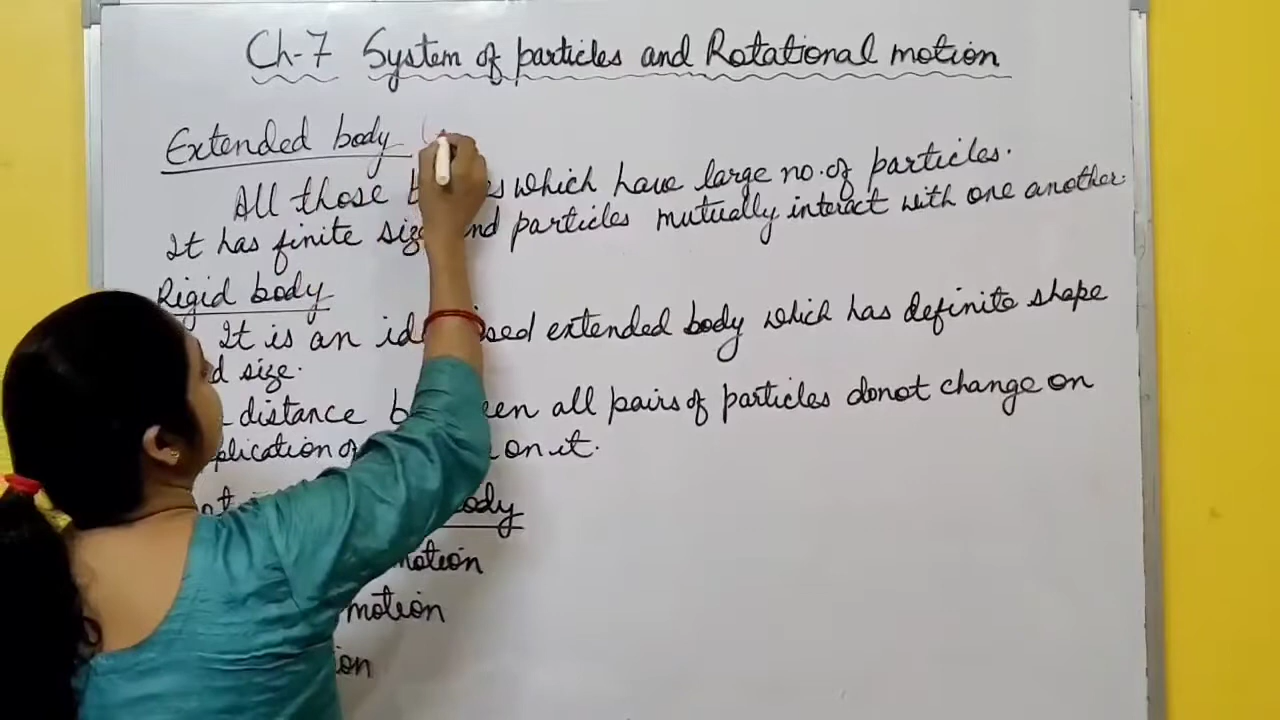 Ch-7 System of particles and Rotational motion
Extended body (
All those which have large no. of particles.
It has finite size and particles mutually interact with one another.
Rigid body
It is an extended body which has definite shape
size.
distance between all pairs of particles donot change on
on it.
body
motion
motion